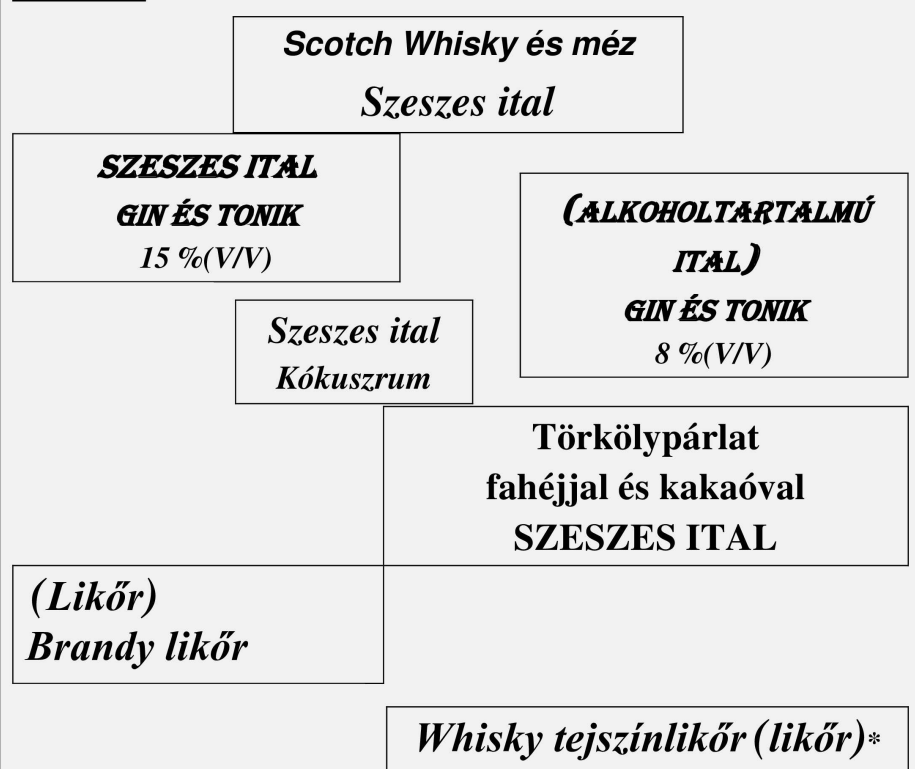 Scotch Whisky és méz
Szeszes ital
SZESZES ITAL
GIN ÉS TONIK
15 %(V/V)
(ALKOHOLTARTALMÚ
ITAL)
GIN ÉS TONIK
8 %(V/V)
Szeszes ital
Kókuszrum
Törkölypárlat
fahéjjal és kakaóval
SZESZES ITAL
(Likőr)
Brandy likőr
Whisky tejszínlikőr (likőr)*